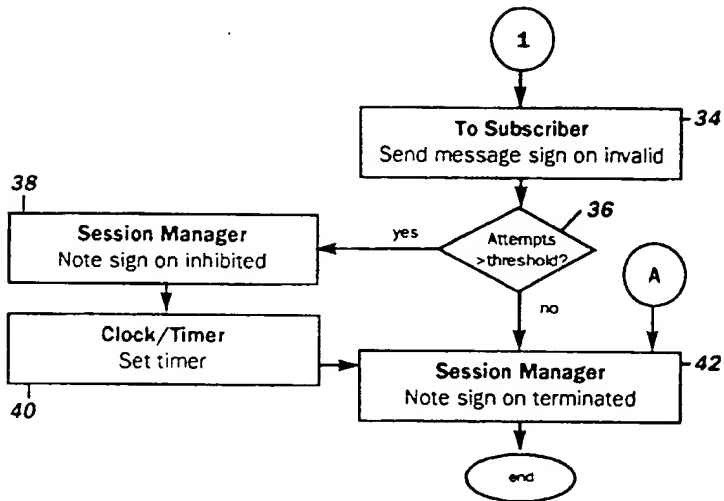 1
34
To Subscriber
Send message sign on invalid
36
Attempts
>threshold?
yes
no
38
Session Manager
Note sign on inhibited
A
Clock/Timer
Set timer
40
42
Session Manager
Note sign on terminated
end